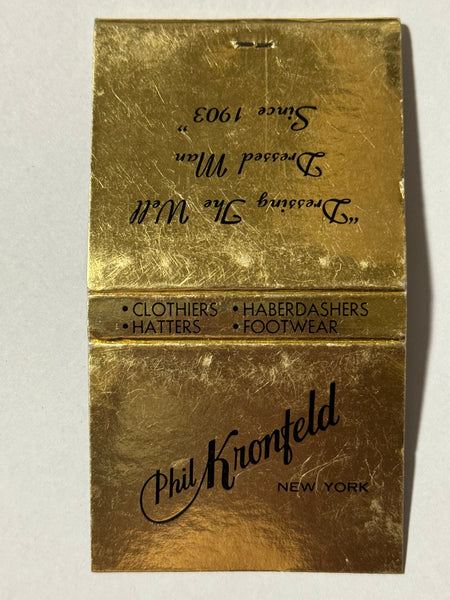 "Dressing The Well
Dressed Man
Since 1903"
• CLOTHIERS • HABERDASHERS
• HATTERS • FOOTWEAR
Phil Kronfeld
NEW YORK